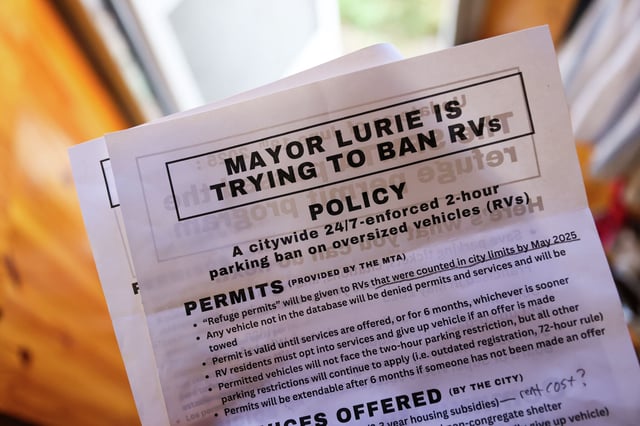 MAYOR LURIE IS
TRYING TO BAN RVs
POLICY
A citywide 24/7-enforced 2-hour
parking ban on oversized vehicles (RVs)
PERMITS (PROVIDED BY THE MTA)
• "Refuge permits" will be given to RVs that were counted in city limits by May 2025
• Any vehicle not in the database will be denied permits and services and will be
towed
• Permit is valid until services are offered, or for 6 months, whichever is sooner
• RV residents must opt into services and give up vehicle if an offer is made
• Permitted vehicles will not face the two-hour parking restriction, but all other
parking restrictions will continue to apply (i.e. outdated registration, 72-hour rule)
• Permits will be extendable after 6 months if someone has not been made an offer
ICES OFFERED (BY THE CITY)
year housing subsidies) — rent cost?
non-congregate shelter
give up vehicle)